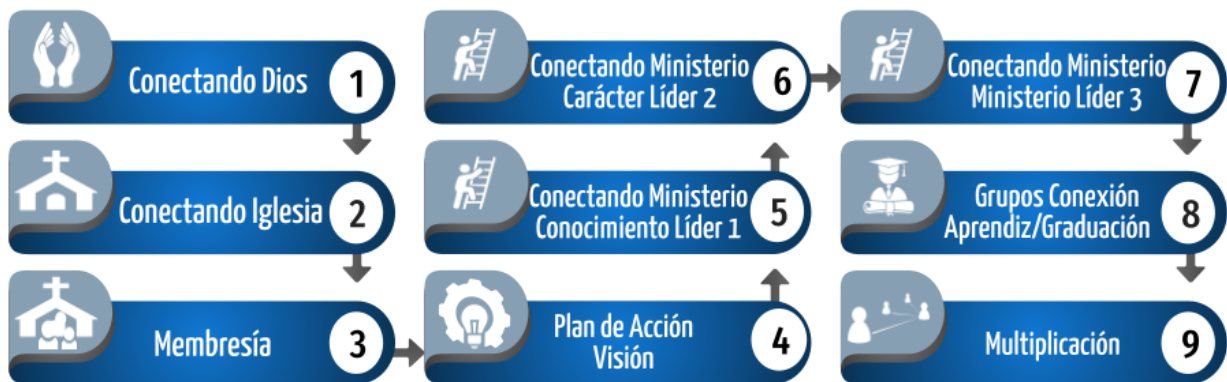 Conectando Dios
1
Conectando Iglesia
2
Membresía
3
Plan de Acción
Visión
4
Conectando Ministerio
Conocimiento Líder 1
5
Conectando Ministerio
Carácter Líder 2
6
Conectando Ministerio
Ministerio Líder 3
7
Grupos Conexión
Aprendiz/Graduación
8
Multiplicación
9